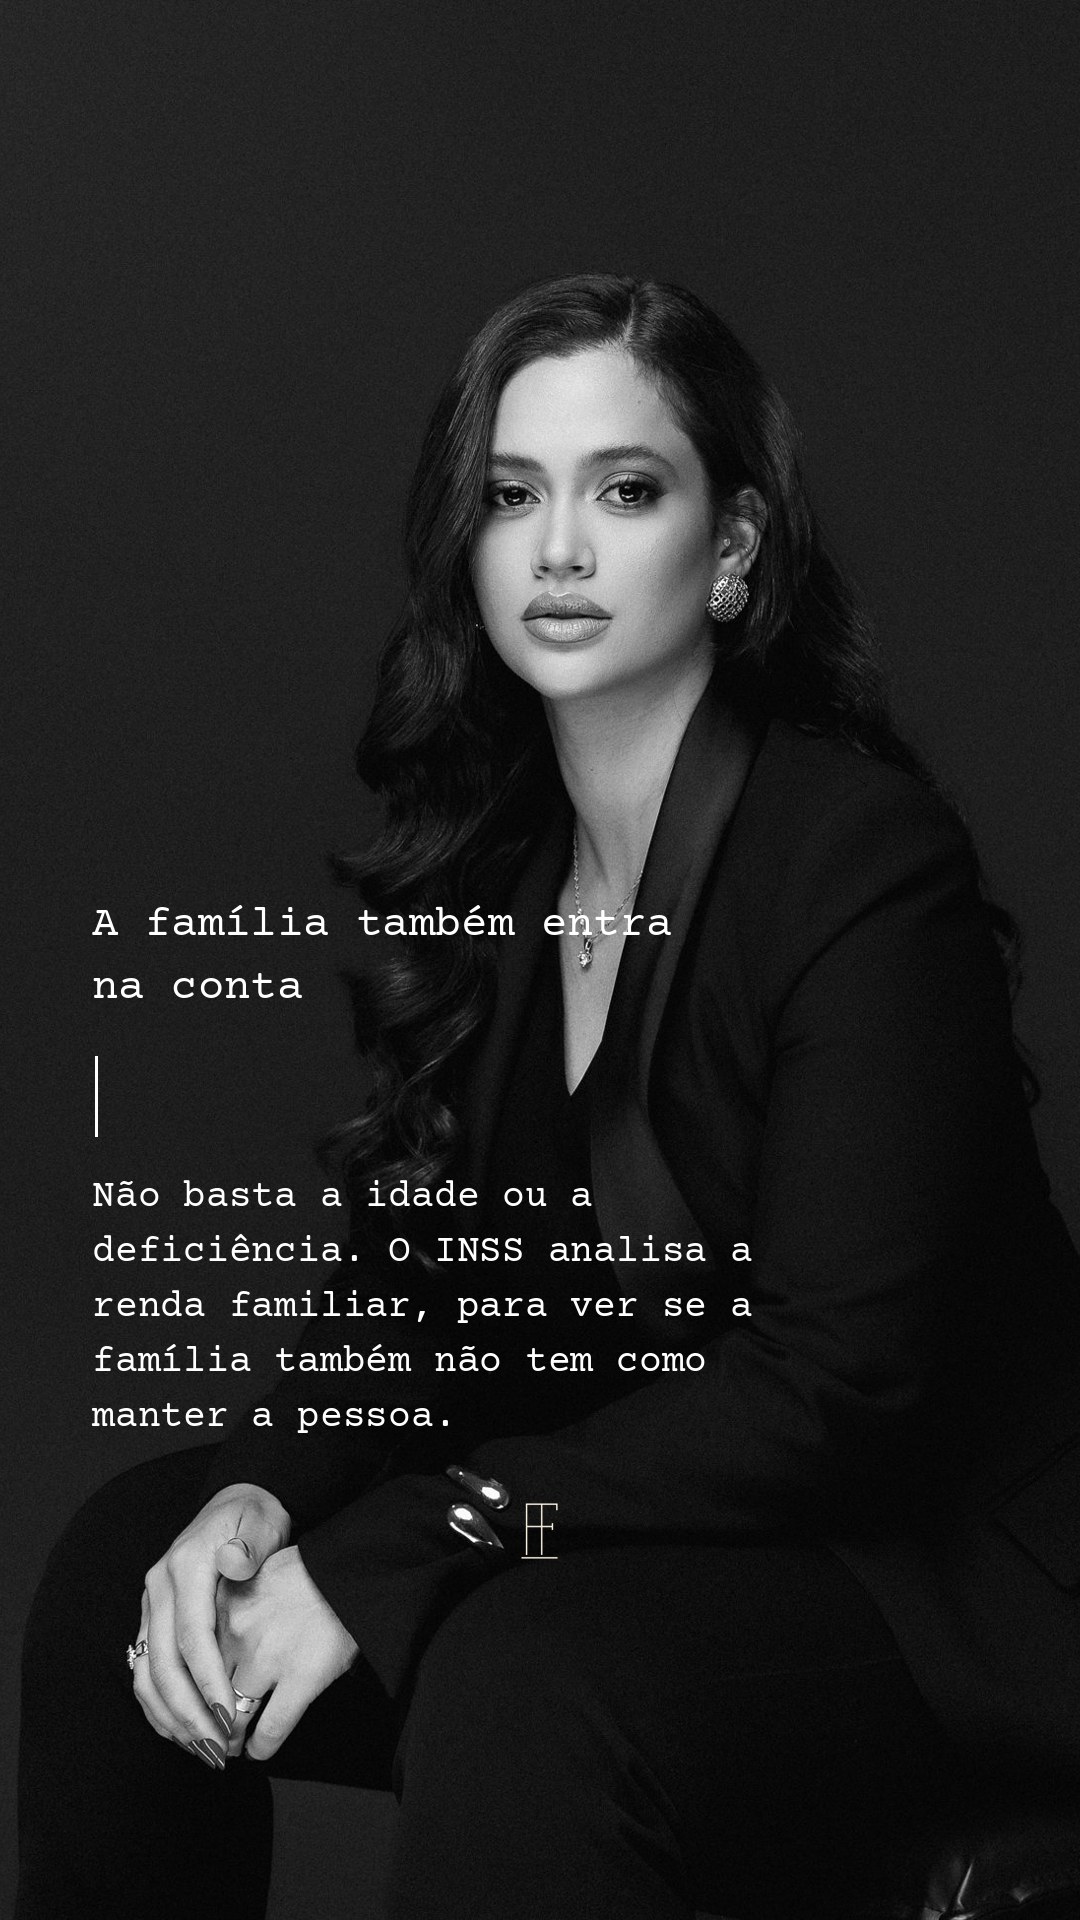 A família também entra
na conta
Não basta a idade ou a
deficiência. O INSS analisa a
renda familiar, para ver se a
família também não tem como
manter a pessoa.
FF